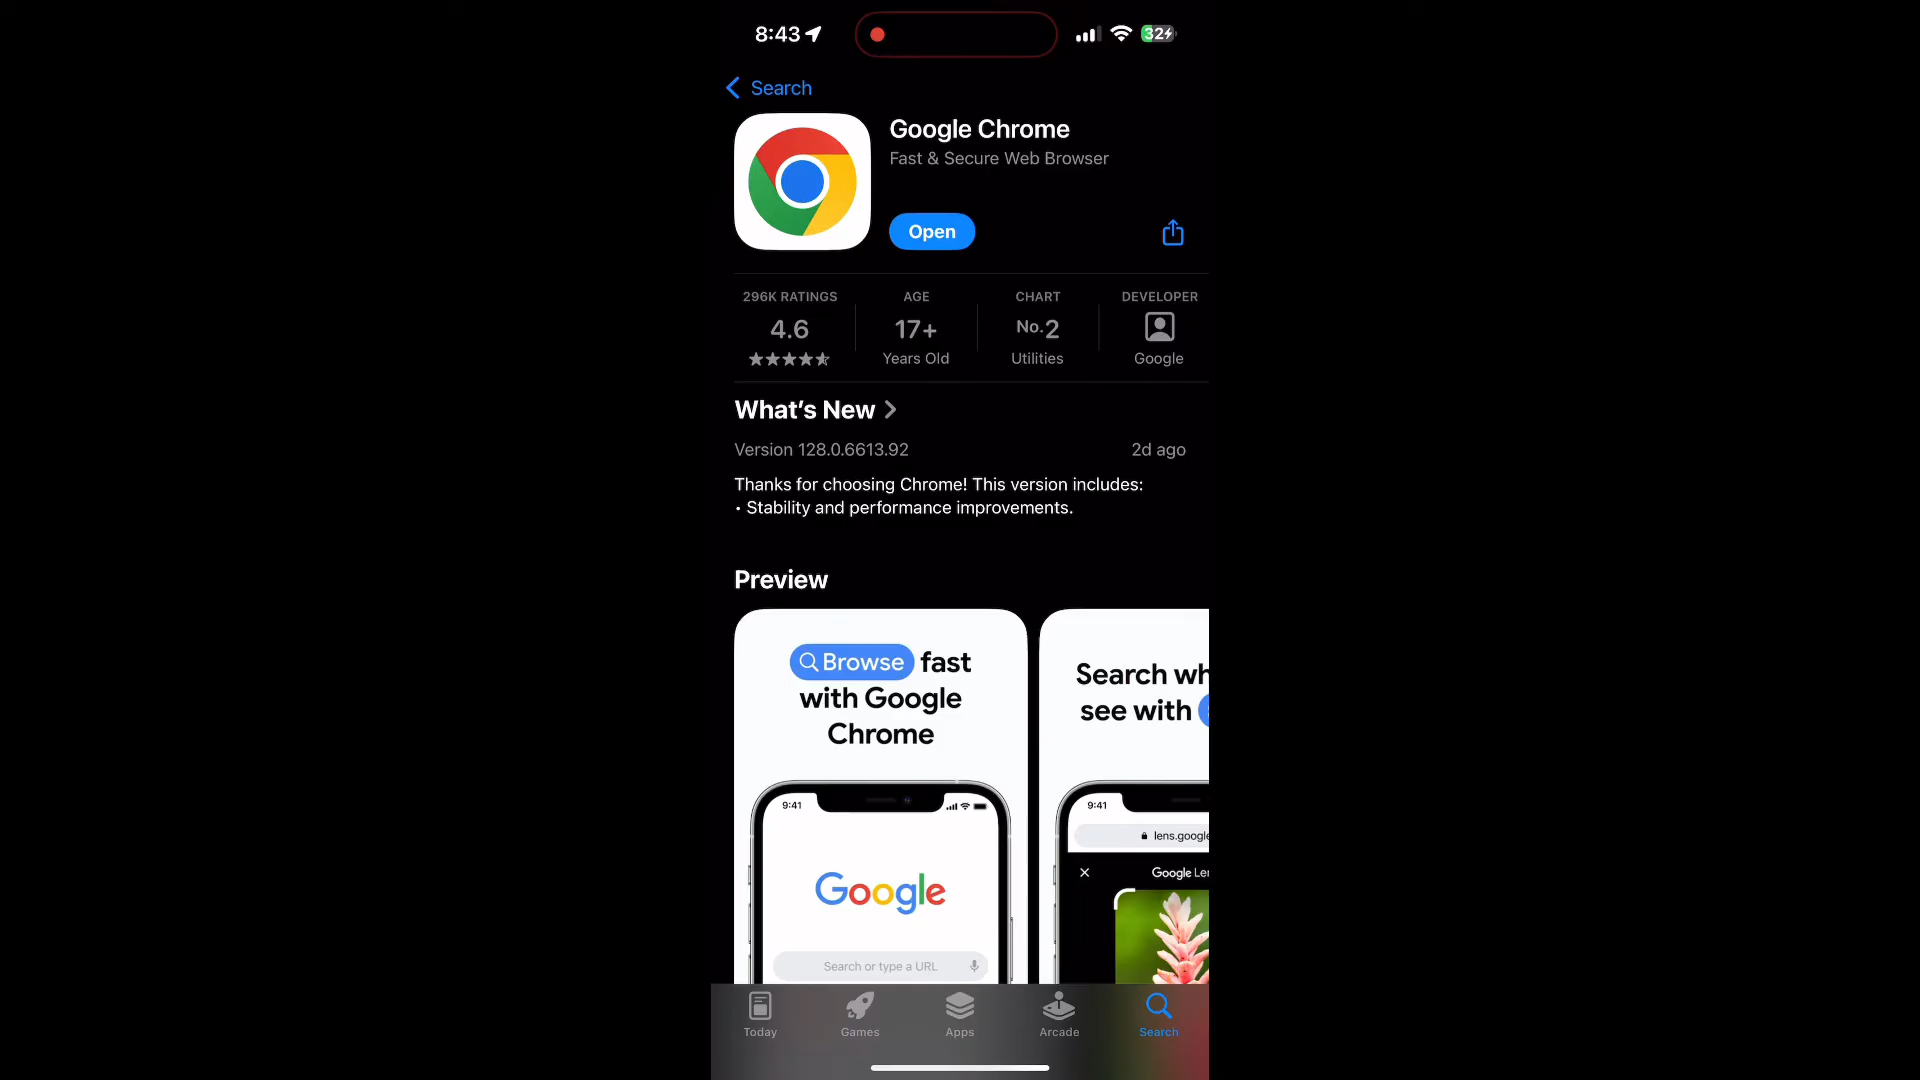 8:43
32
Search
Google Chrome
Fast & Secure Web Browser
Open
296K RATINGS
4.6
AGE
17+
Years Old
CHART
No.2
Utilities
DEVELOPER
Google
What's New
Version 128.0.6613.92
2d ago
Thanks for choosing Chrome! This version includes:
• Stability and performance improvements.
Preview
Browse fast
with Google
Chrome
9:41
Google
Search or type a URL
Search wh
see with
9:41
lens.google
Google Len
Today
Games
Apps
Arcade
Search